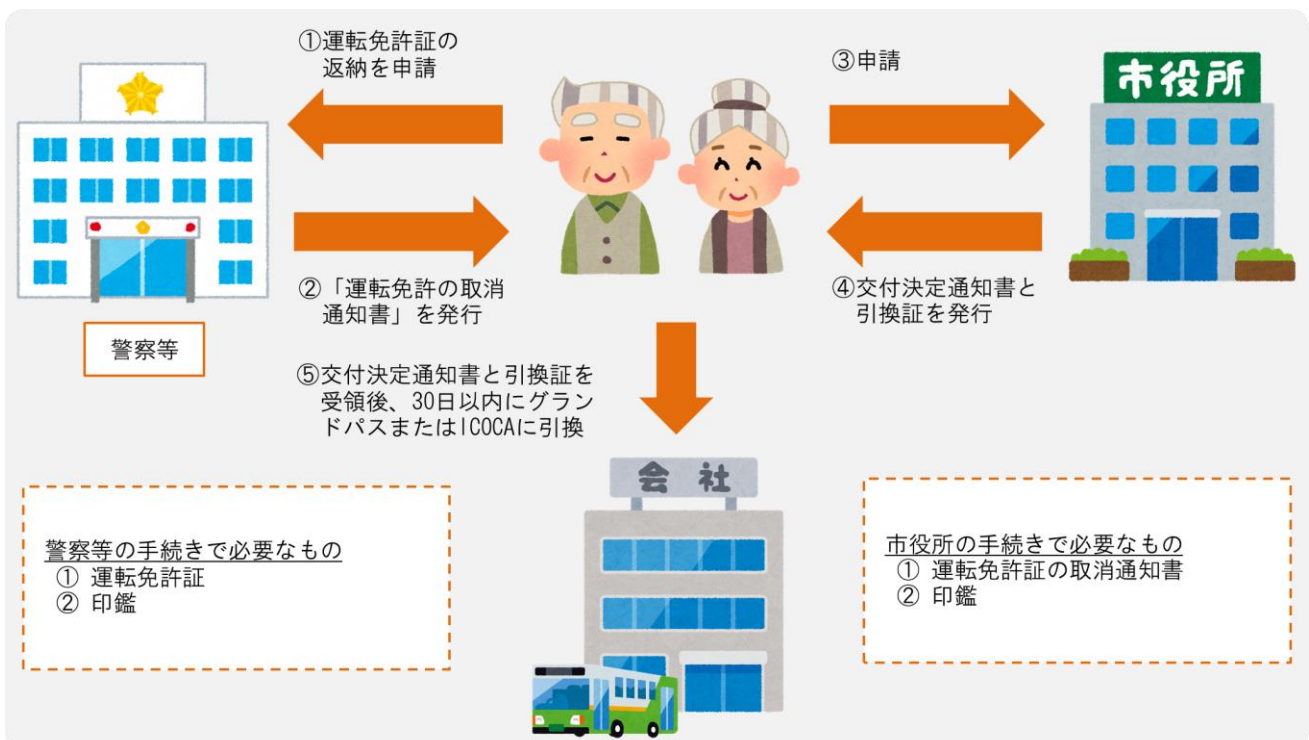 ①運転免許証の
返納を申請
③申請
市役所
②「運転免許の取消
通知書」を発行
④交付決定通知書と
引換証を発行
警察等
⑤交付決定通知書と引換証を
受領後、30日以内にグラン
ドパスまたはICOCAに引換
会社
警察等の手続きで必要なもの
① 運転免許証
② 印鑑
市役所の手続きで必要なもの
① 運転免許証の取消通知書
② 印鑑